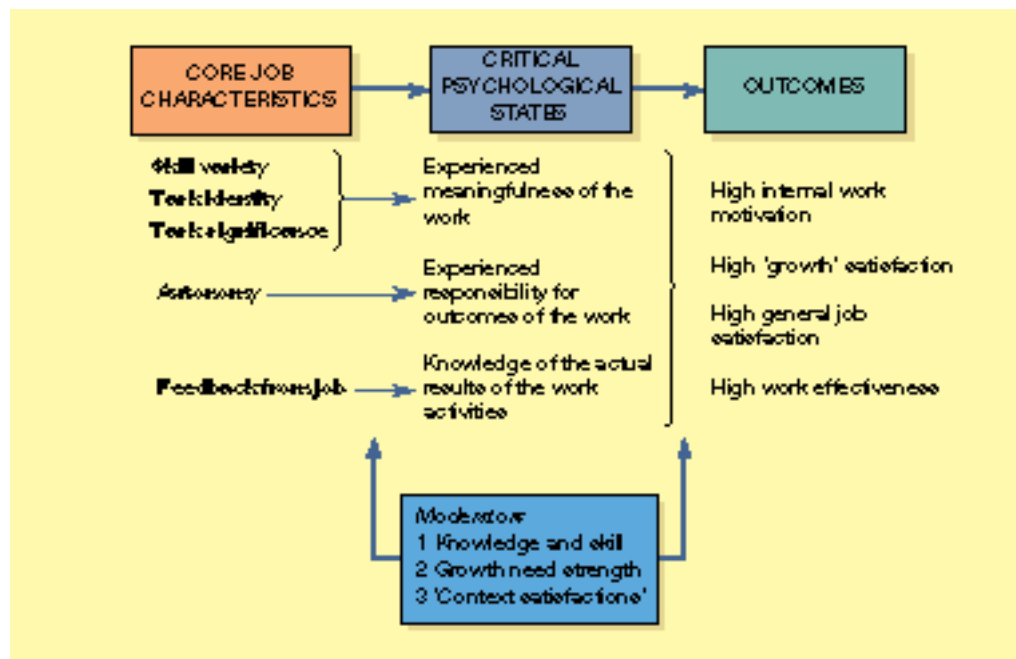 CORE JOB
CHARACTERISTICS
CRITICAL
PSYCHOLOGICAL
STATES
OUTCOMES
Skill variety
Task identity
Task significance
Experienced
meaningfulness of the
work
Autonomy
Experienced
responsibility for
outcomes of the work
Feedback from job
Knowledge of the actual
results of the work
activities
High internal work
motivation
High 'growth' satisfaction
High general job
satisfaction
High work effectiveness
Moderators
1 Knowledge and skill
2 Growth need strength
3 'Context satisfactions'